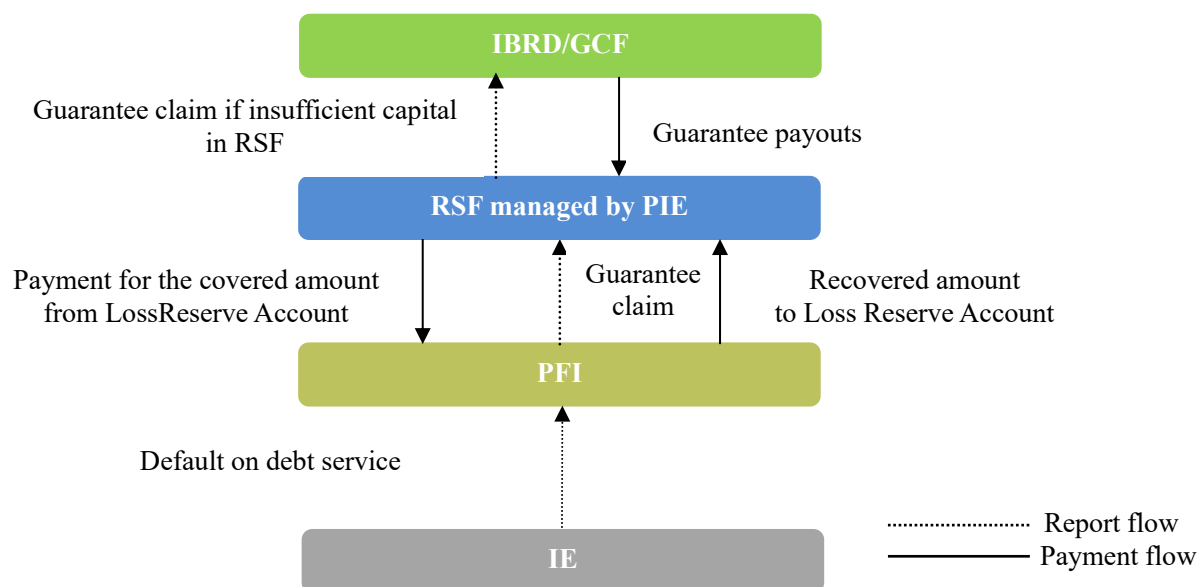 IBRD/GCF
Guarantee claim if insufficient capital
in RSF
Guarantee payouts
RSF managed by PIE
Payment for the covered amount
from LossReserve Account
Guarantee
claim
Recovered amount
to Loss Reserve Account
PFI
Default on debt service
IE
Report flow
Payment flow